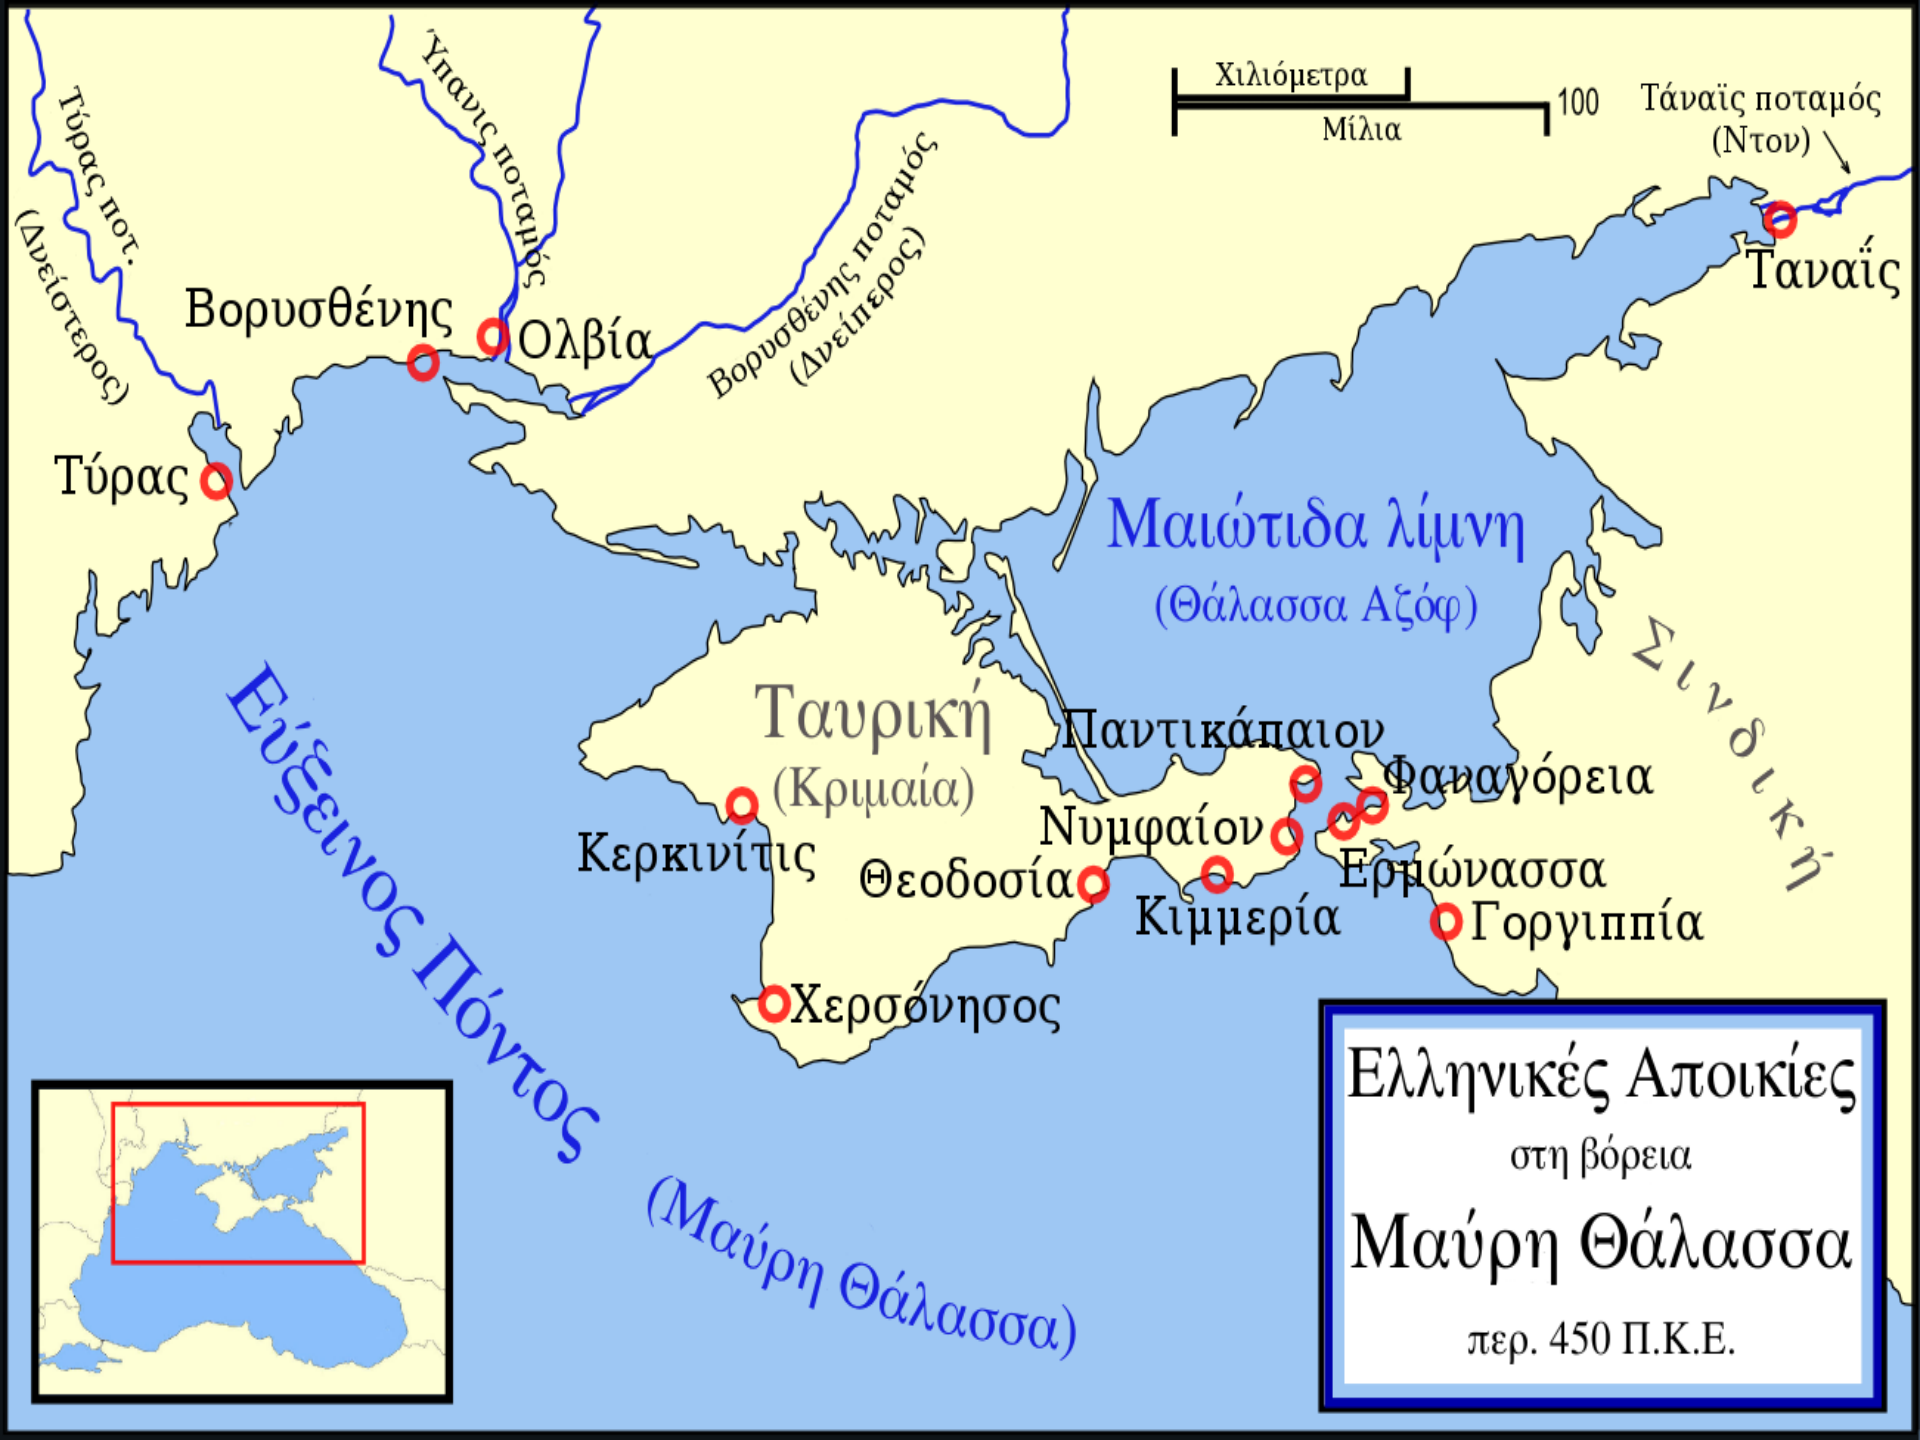 Τύρας ποτ.
(Δνείστερος)
Ύπανις ποταμός
Βορυσθένης ποταμός
(Δνείπερος)
Χιλιόμετρα
100
Μίλια
Τάναϊς ποταμός
(Ντον)
Ταναΐς
Βορυσθένης
Ολβία
Τύρας
Μαιώτιδα λίμνη
(Θάλασσα Αζόφ)
Σινδική
Ταυρική
(Κριμαία)
Παντικάπαιον
Φαναγόρεια
Νυμφαίον
Κερκινίτις
Θεοδοσία
Ερμώνασσα
Κιμμερία
Γοργιππία
Χερσόνησος
Εύξεινος Πόντος
(Μαύρη Θάλασσα)
Ελληνικές Αποικίες
στη βόρεια
Μαύρη Θάλασσα
περ. 450 Π.Κ.Ε.